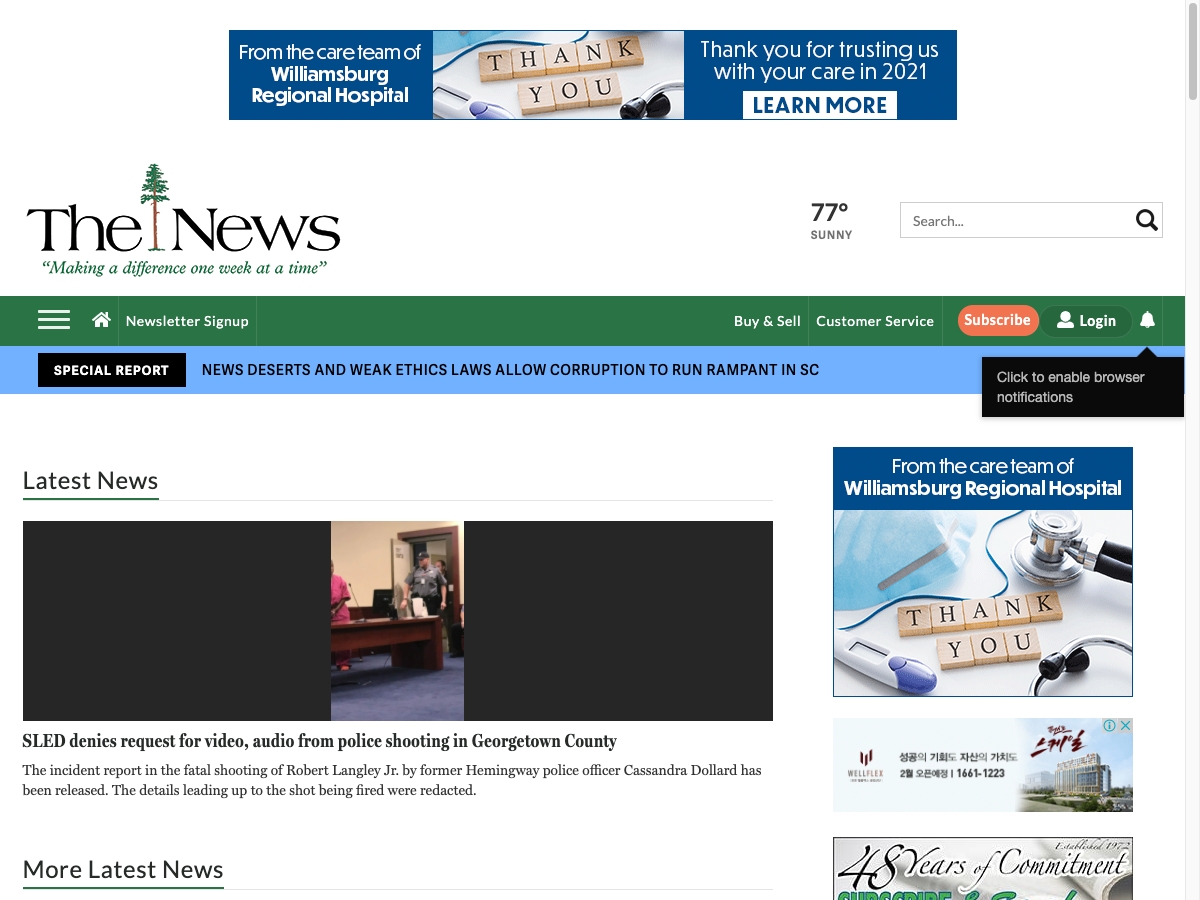 From the care team of
Williamsburg
Regional Hospital
THANK
YOU
Thank you for trusting us
with your care in 2021
LEARN MORE
The News
“Making a difference one week at a time”
77°
SUNNY
Search...
Newsletter Signup
Buy & Sell
Customer Service
Subscribe
Login
SPECIAL REPORT
NEWS DESERTS AND WEAK ETHICS LAWS ALLOW CORRUPTION TO RUN RAMPANT IN SC
Click to enable browser
notifications
Latest News
SLED denies request for video, audio from police shooting in Georgetown County
The incident report in the fatal shooting of Robert Langley Jr. by former Hemingway police officer Cassandra Dollard has
been released. The details leading up to the shot being fired were redacted.
More Latest News
From the care team of
Williamsburg Regional Hospital
THANK
YOU
WELLFLEX
성공의 기회도 자산의 가치도
2월 오픈예정 | 1661-1223
스케일
Established 1972
48 Years of Commitment
SUBSCRIBE &